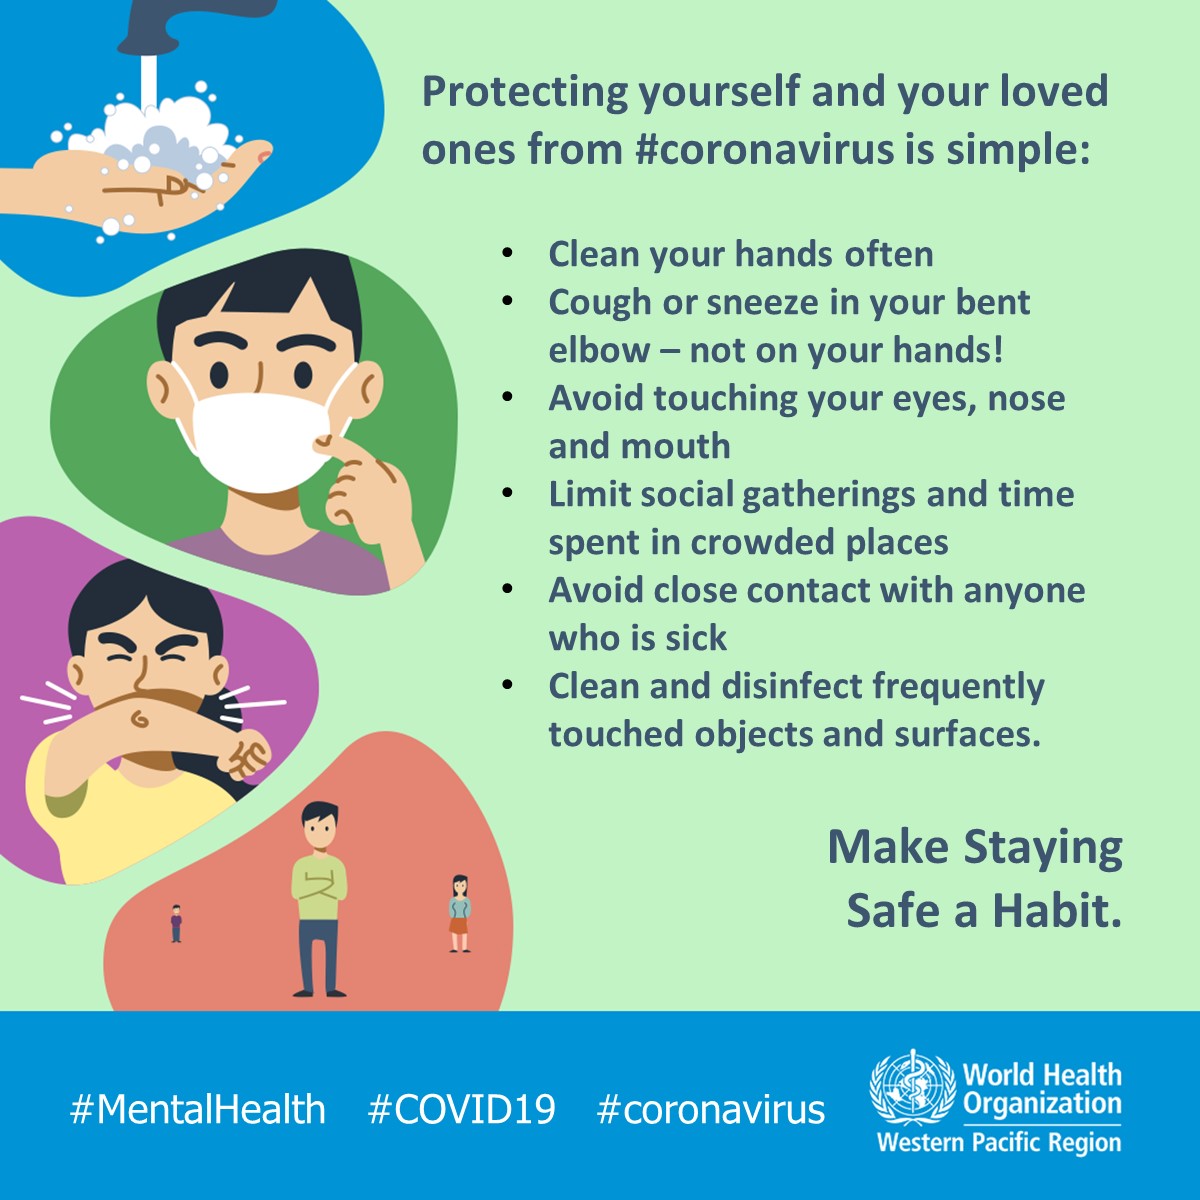 Protecting yourself and your loved
ones from #coronavirus is simple:
• Clean your hands often
• Cough or sneeze in your bent
elbow – not on your hands!
• Avoid touching your eyes, nose
and mouth
• Limit social gatherings and time
spent in crowded places
• Avoid close contact with anyone
who is sick
• Clean and disinfect frequently
touched objects and surfaces.
Make Staying
Safe a Habit.
#MentalHealth #COVID19 #coronavirus
World Health
Organization
Western Pacific Region